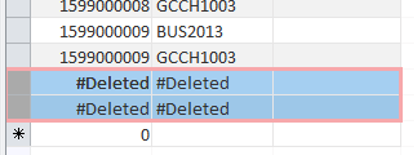 1599000008 GCCH1003
1599000009 BUS2013
1599000009 GCCH1003
#Deleted #Deleted
#Deleted #Deleted
* 0